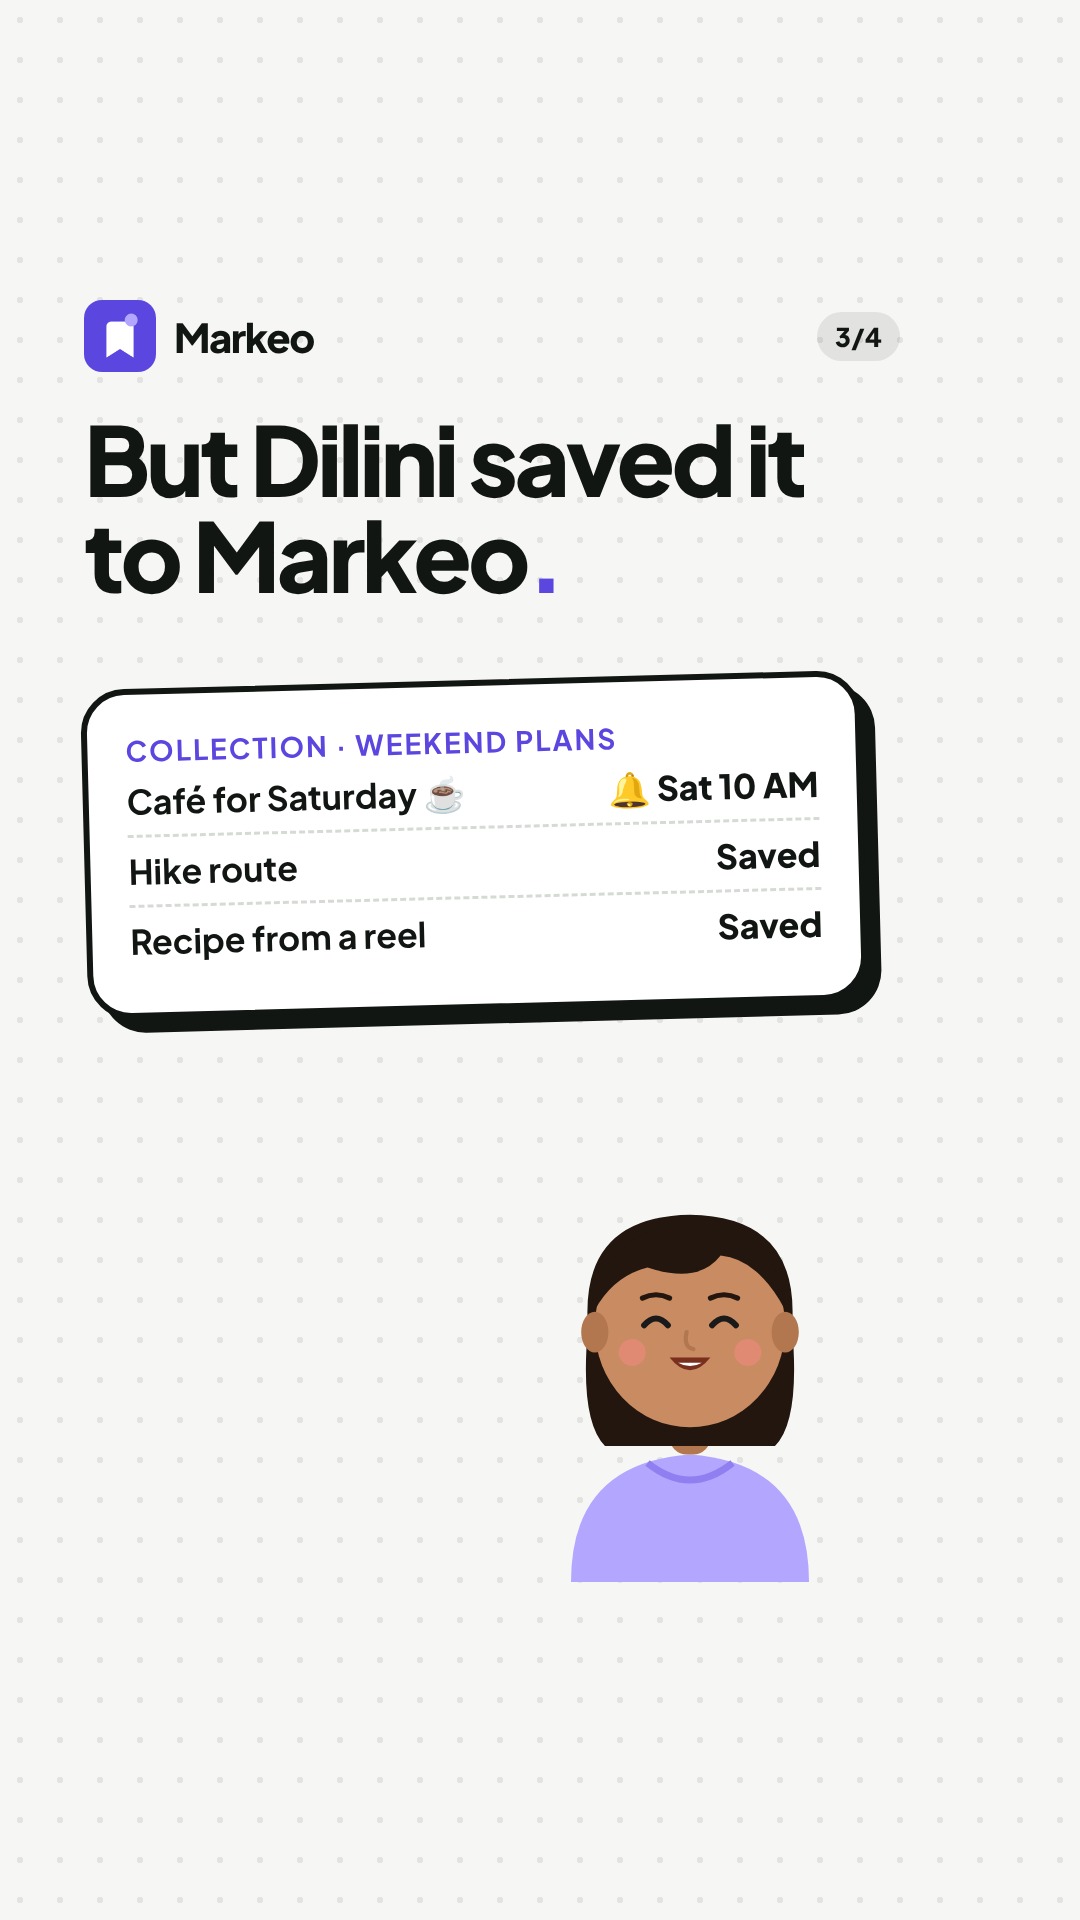 Markeo
3/4
But Dilini saved it
to Markeo.
COLLECTION · WEEKEND PLANS
Café for Saturday ☕ 🔔 Sat 10 AM
Hike route Saved
Recipe from a reel Saved